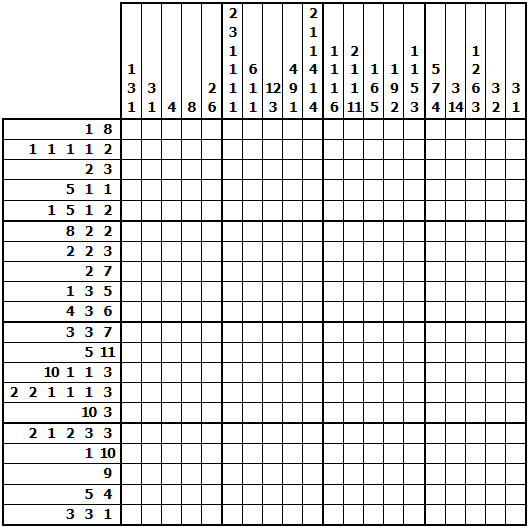 2 2
3 1
1 1 1 2 1 1
1 1 6 4 4 1 1 1 1 1 5 2
3 3 2 1 1 12 9 1 1 1 6 9 5 7 3 6 3 3
1 1 4 8 6 1 1 3 1 4 6 11 5 2 3 4 14 3 2 1
1 8
1 1 1 1 2
2 3
5 1 1
1 5 1 2
8 2 2
2 2 3
2 7
1 3 5
4 3 6
3 3 7
5 11
10 1 1 3
2 2 1 1 1 3
10 3
2 1 2 3 3
1 10
9
5 4
3 3 1